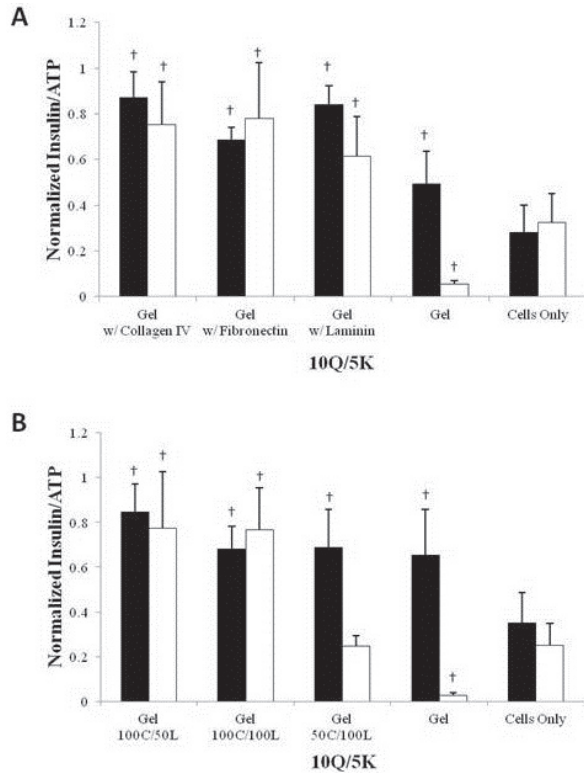 A
Normalized Insulin/ATP
1.2
1
0.8
0.6
0.4
0.2
0
† † † † † † † †
Gel
w/ Collagen IV
Gel
w/ Fibronectin
Gel
w/ Laminin
Gel
Cells Only
10Q/5K
B
Normalized Insulin/ATP
1.2
1
0.8
0.6
0.4
0.2
0
† † † † † † †
Gel
100C/50L
Gel
100C/100L
Gel
50C/100L
Gel
Cells Only
10Q/5K